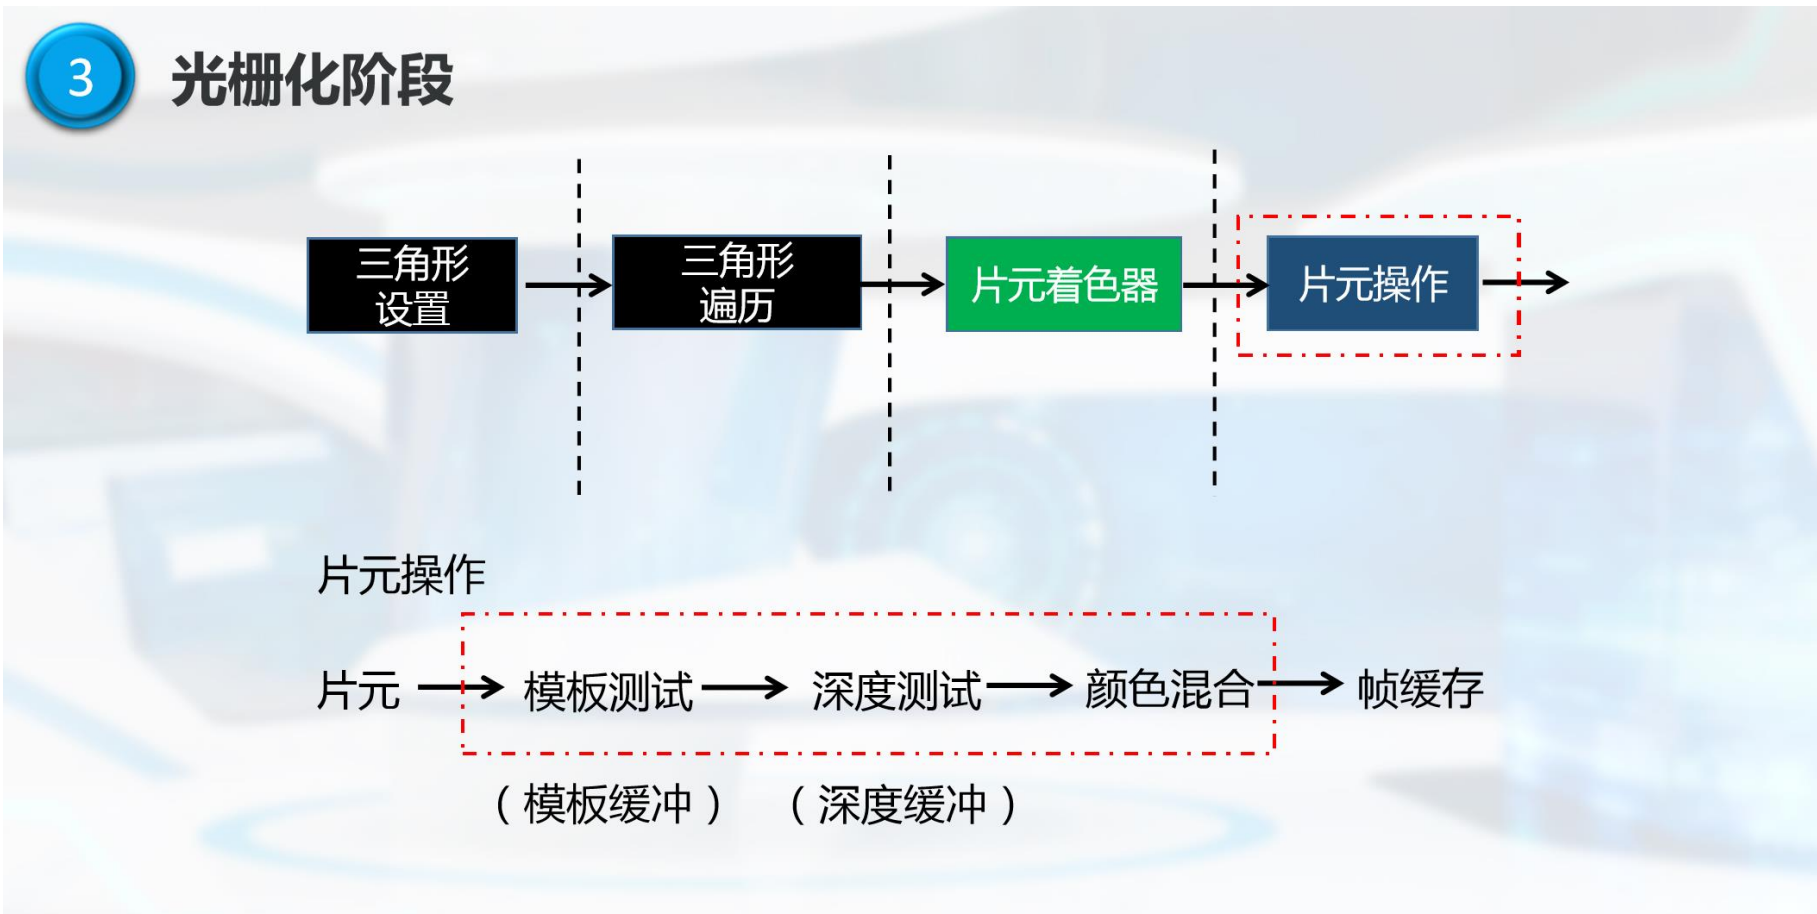 3
光栅化阶段
三角形
设置
三角形
遍历
片元着色器
片元操作
片元操作
片元 模板测试 深度测试 颜色混合 帧缓存
（模板缓冲） （深度缓冲）